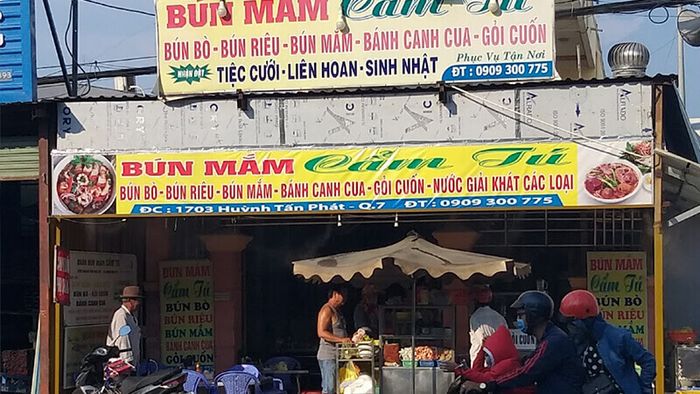 BÚN MẮM Cẩm Tú
BÚN BÒ - BÚN RIÊU - BÚN MẮM - BÁNH CANH CUA - GỎI CUỐN
Phục Vụ Tận Nơi
NHẬN ĐẶT TIỆC CƯỚI - LIÊN HOAN - SINH NHẬT
ĐT : 0909 300 775
BÚN MẮM Cẩm Tú
BÚN BÒ - BÚN RIÊU - BÚN MẮM - BÁNH CANH CUA - GỎI CUỐN - NƯỚC GIẢI KHÁT CÁC LOẠI
ĐC : 1703 Huỳnh Tấn Phát - Q.7 ĐT : 0909 300 775
BÚN MẮM
Cẩm Tú
BÚN BÒ
BÚN RIÊU
BÚN MẮM
BÁNH CANH
GỎI CUỐN
BÚN MẮM
Cẩm Tú
BÚN BÒ
BÚN RIÊU